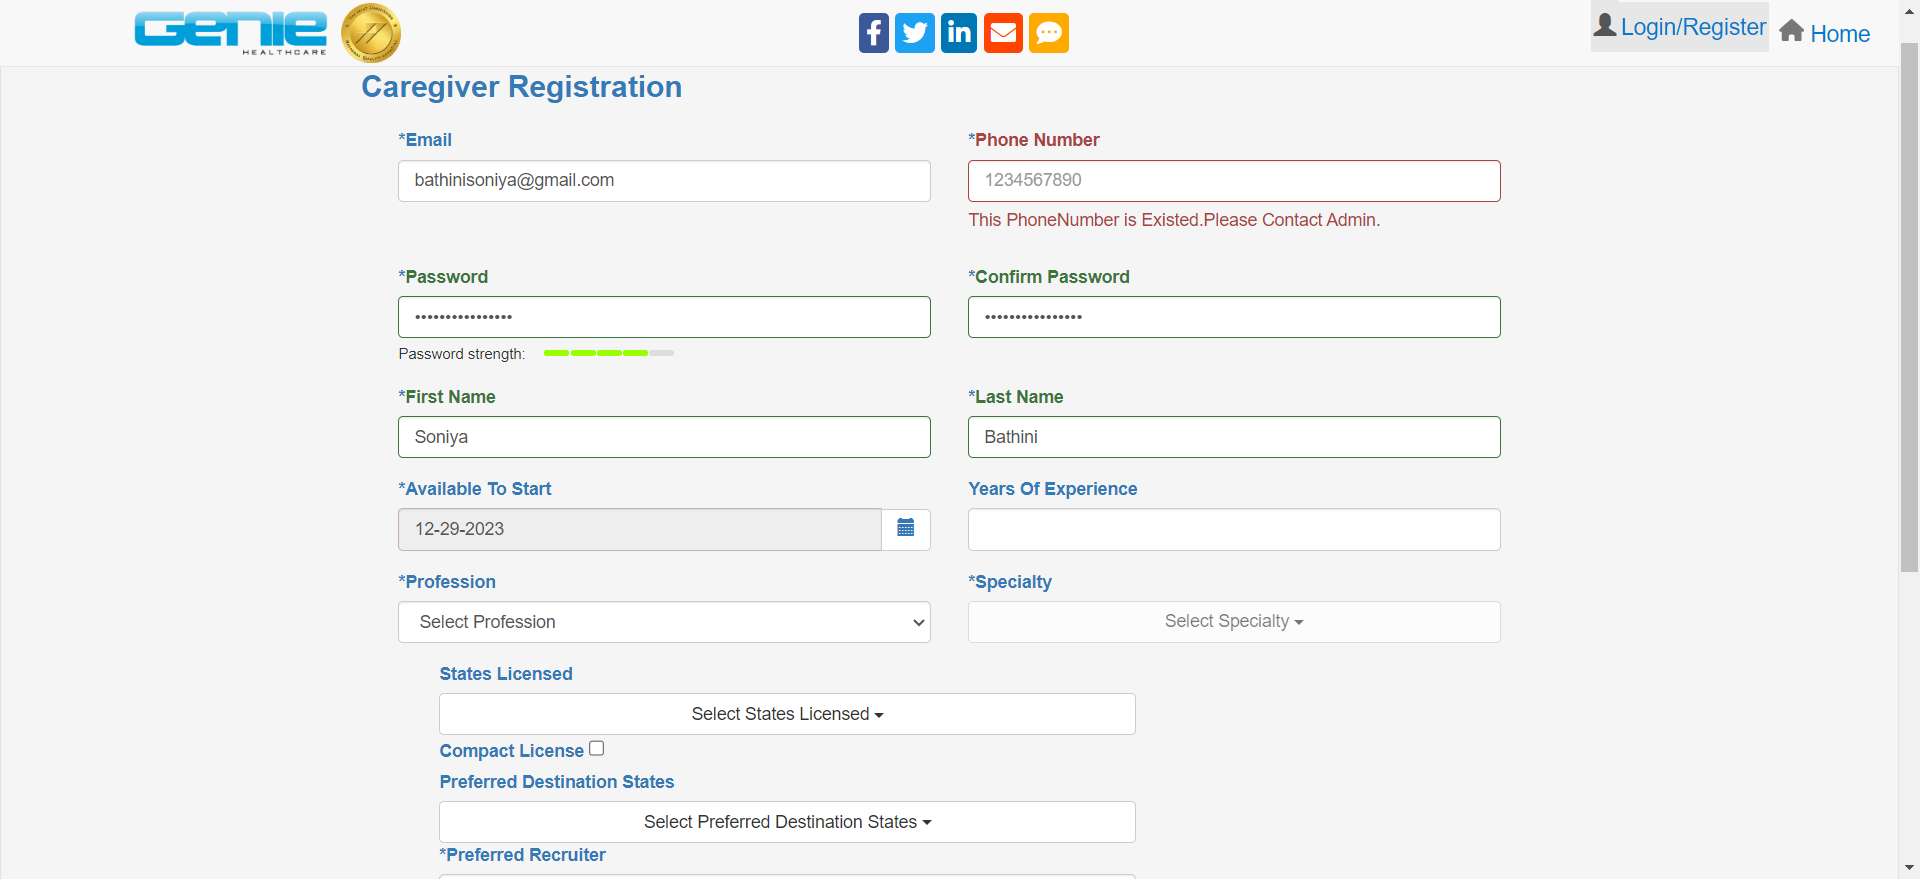 GENIE
HEALTHCARE
Login/Register
Home
Caregiver Registration
*Email
*Phone Number
bathinisoniya@gmail.com
1234567890
This PhoneNumber is Existed.Please Contact Admin.
*Password
*Confirm Password
••••••••••••••••
••••••••••••••••
Password strength:
*First Name
*Last Name
Soniya
Bathini
*Available To Start
Years Of Experience
12-29-2023
*Profession
*Specialty
Select Profession
Select Specialty
States Licensed
Select States Licensed
Compact License
Preferred Destination States
Select Preferred Destination States
*Preferred Recruiter